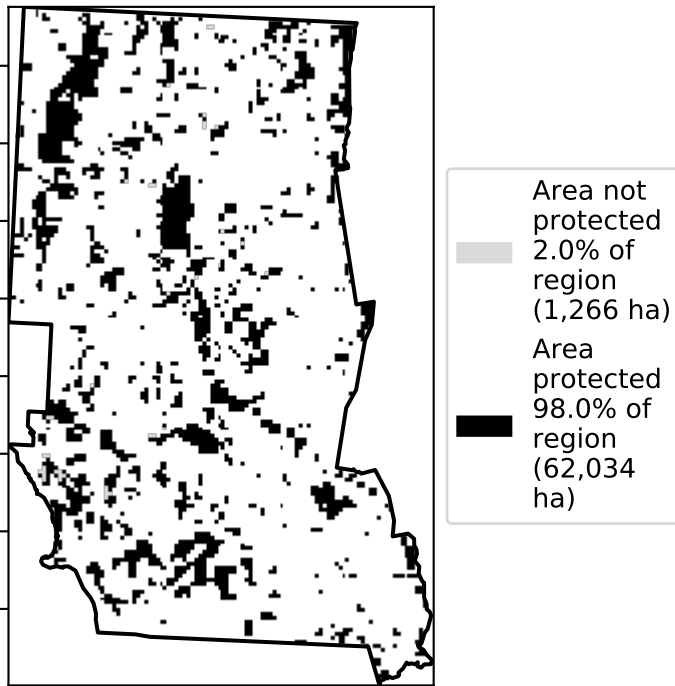 Area not
protected
2.0% of
region
(1,266 ha)
Area
protected
98.0% of
region
(62,034
ha)